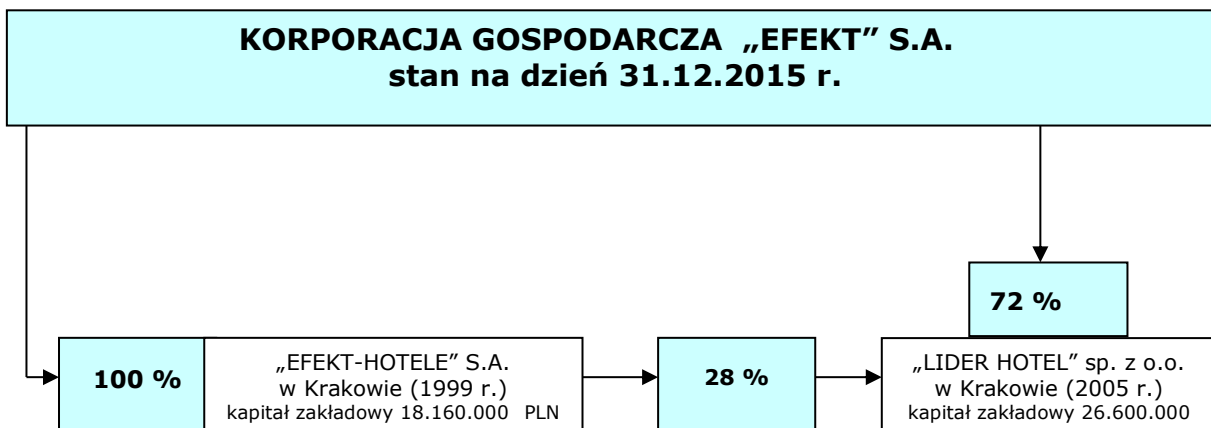 KORPORACJA GOSPODARCZA „EFEKT” S.A.
stan na dzień 31.12.2015 r.
72 %
100 %
„EFEKT-HOTELE” S.A.
w Krakowie (1999 r.)
kapitał zakładowy 18.160.000 PLN
28 %
„LIDER HOTEL” sp. z o.o.
w Krakowie (2005 r.)
kapitał zakładowy 26.600.000